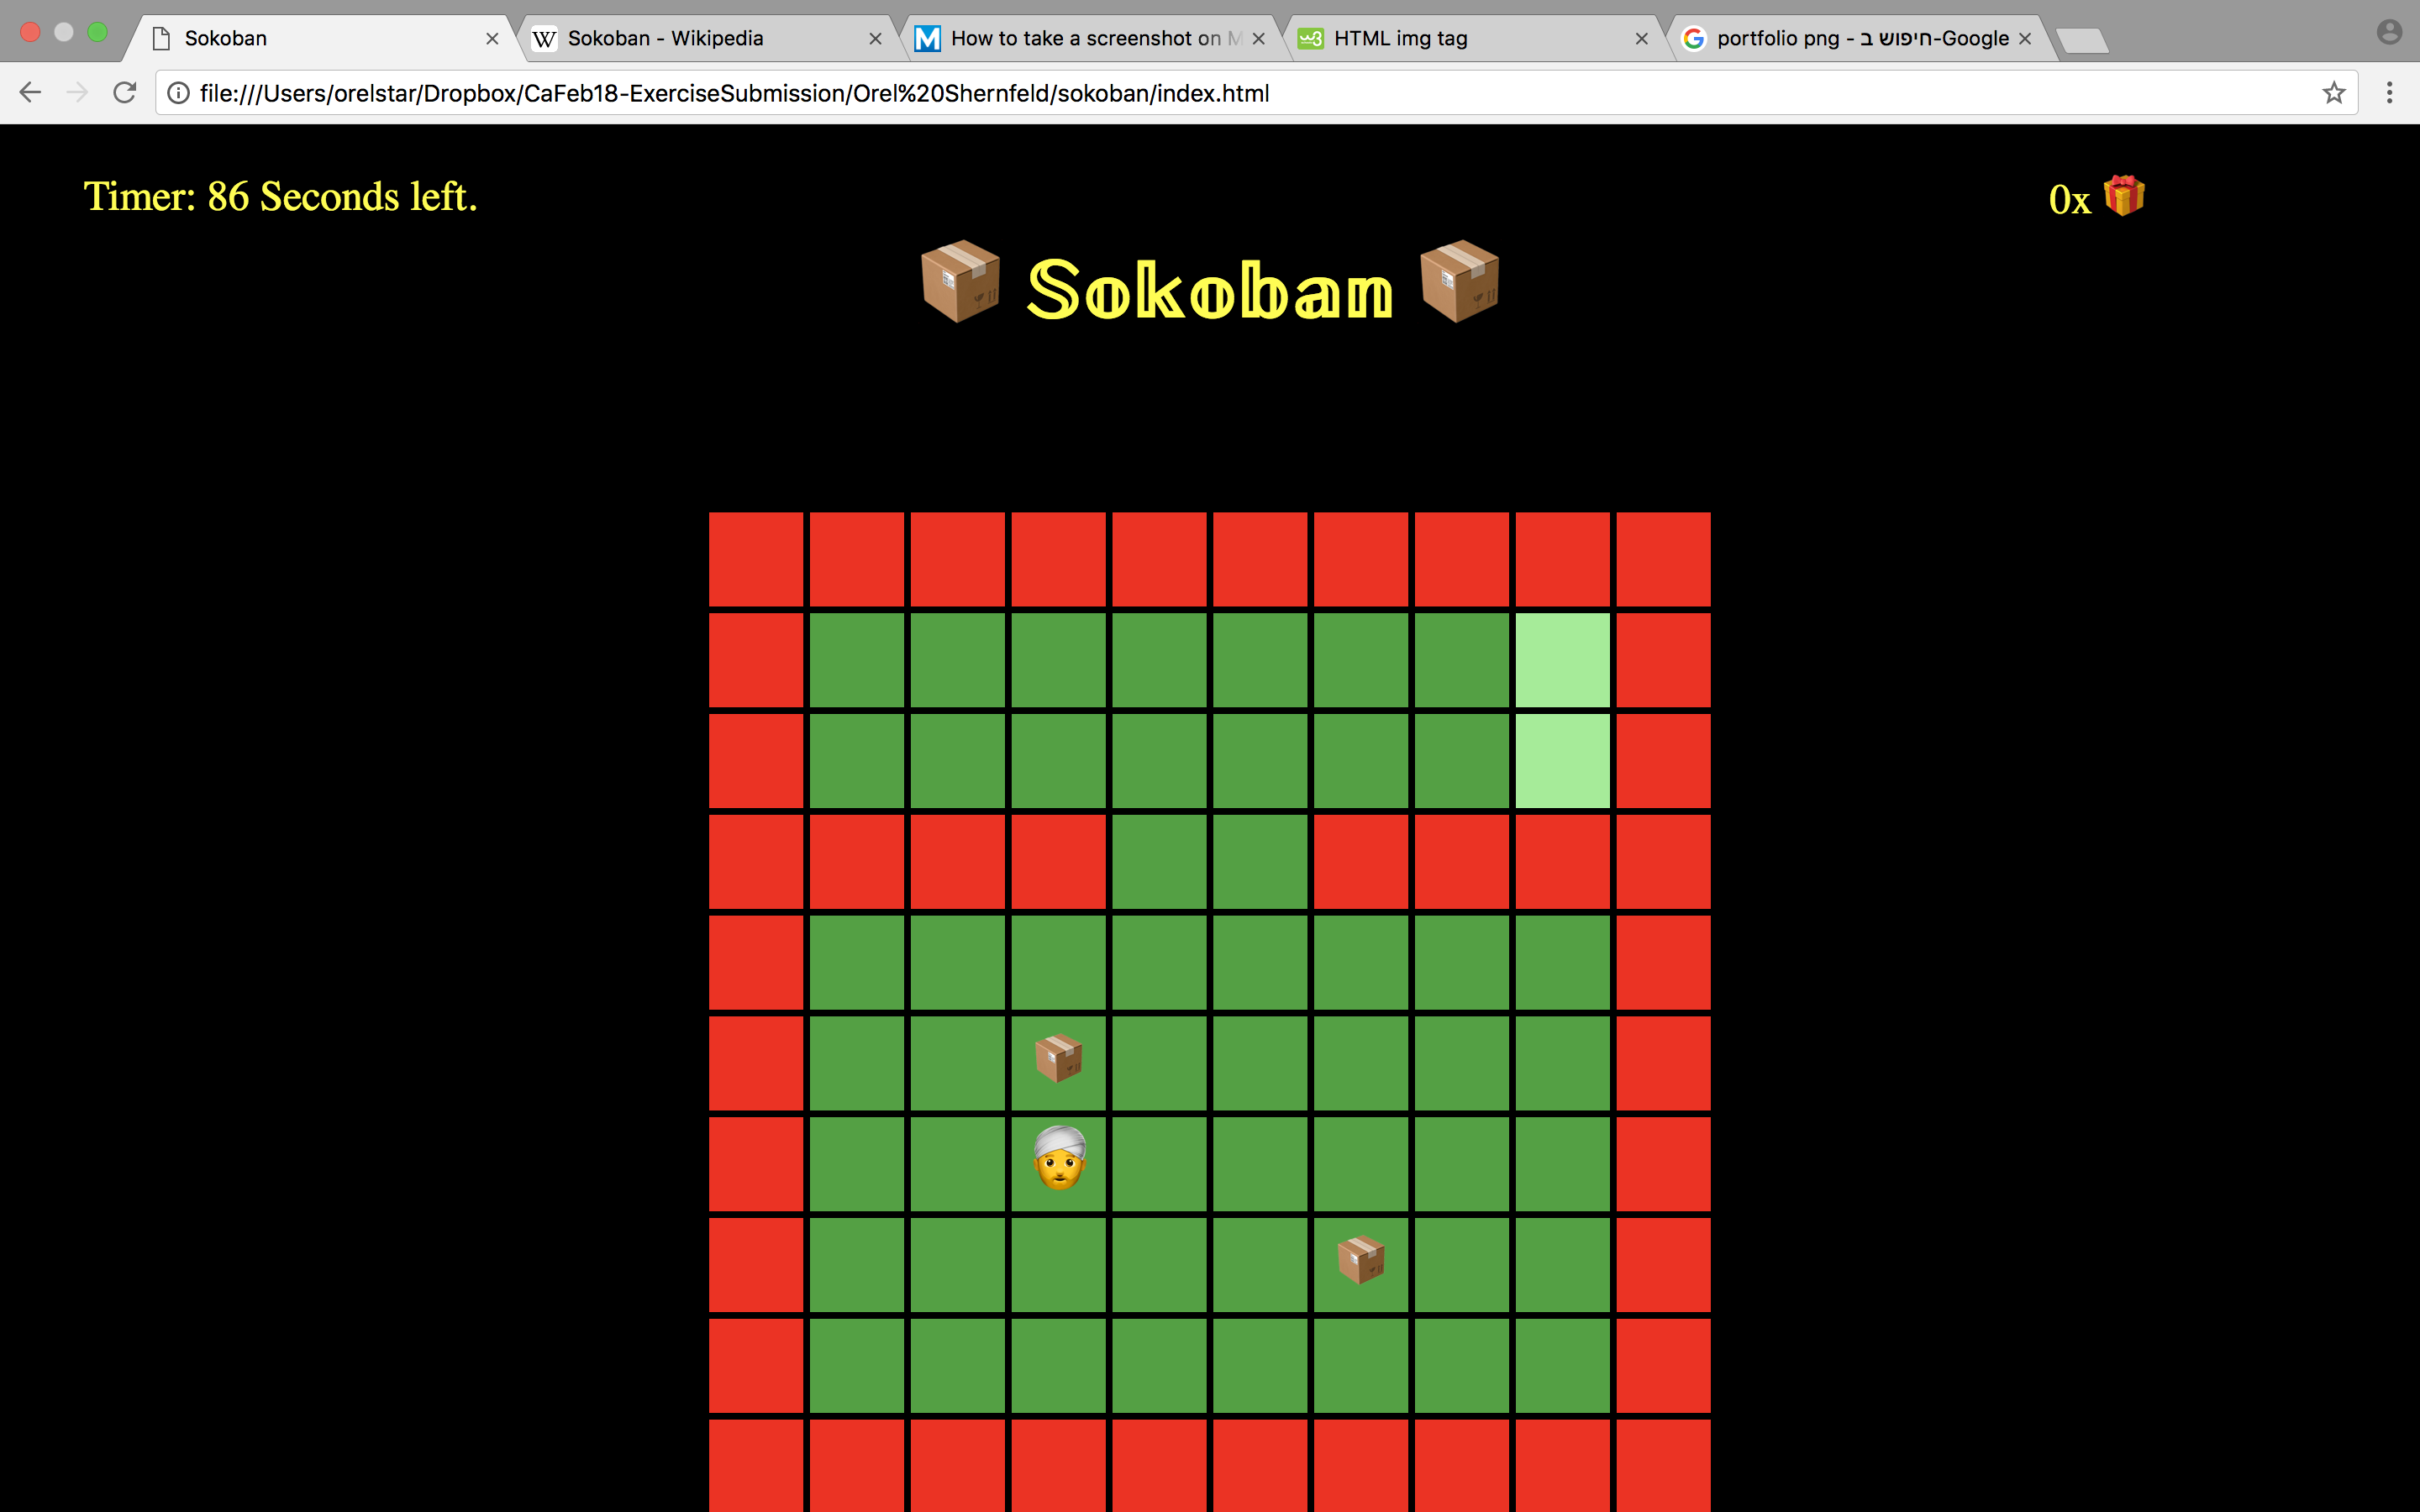 Sokoban
Sokoban - Wikipedia
How to take a screenshot on M
HTML img tag
portfolio png - חיפוש ב-Google
file:///Users/orelstar/Dropbox/CaFeb18-ExerciseSubmission/Orel%20Shernfeld/sokoban/index.html
Timer: 86 Seconds left.
0x
Sokoban